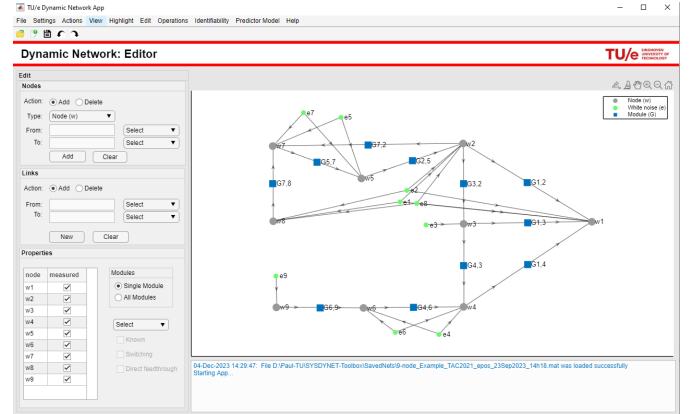 TU/e Dynamic Network App
File Settings Actions View Highlight Edit Operations Identifiability Predictor Model Help
Dynamic Network: Editor
TU/e EINDHOVEN UNIVERSITY OF TECHNOLOGY
Edit
Nodes
Action: Add Delete
Type: Node (w)
From: Select
To: Select
Add Clear
Links
Action: Add Delete
From: Select
To: Select
New Clear
Properties
node measured
w1
w2
w3
w4
w5
w6
w7
w8
w9
Modules
Single Module
All Modules
Select
Known
Switching
Direct feedthrough
Node (w)
White noise (e)
Module (G)
e7
e5
w7
G7,2
w2
G5,7
G2,5
w5
G7,8
e2
G3,2
G1,2
e1
e8
w8
e3
w3
G1,3
w1
G4,3
G1,4
e9
w9
G6,9
w6
G4,6
w4
e6
e4
04-Dec-2023 14:29:47: File D:\Paul-TU\SYSDYNET-Toolbox\SavedNets\9-node_Example_TAC2021_epos_23Sep2023_14h18.mat was loaded successfully
Starting App...